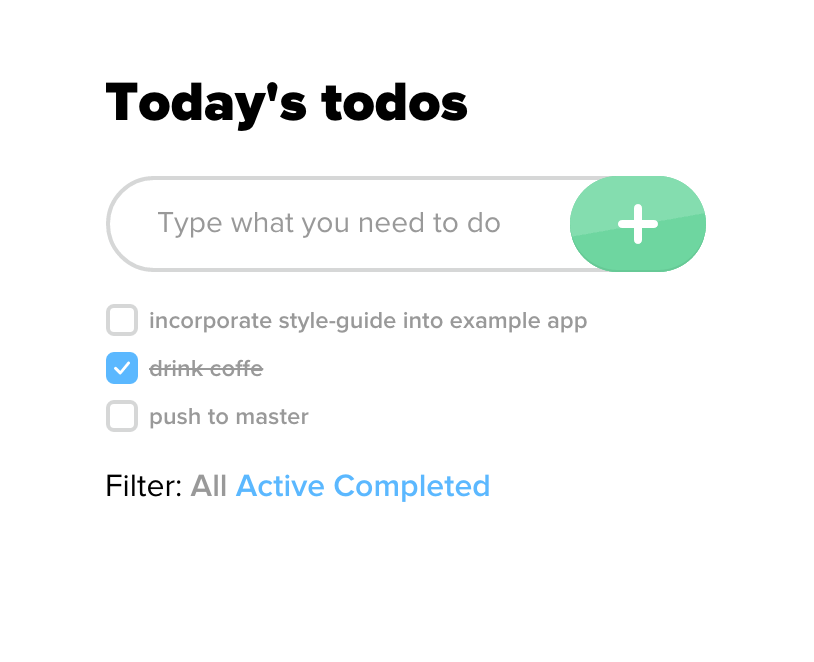 Today's todos
Type what you need to do
incorporate style-guide into example app
drink coffe
push to master
Filter: All Active Completed